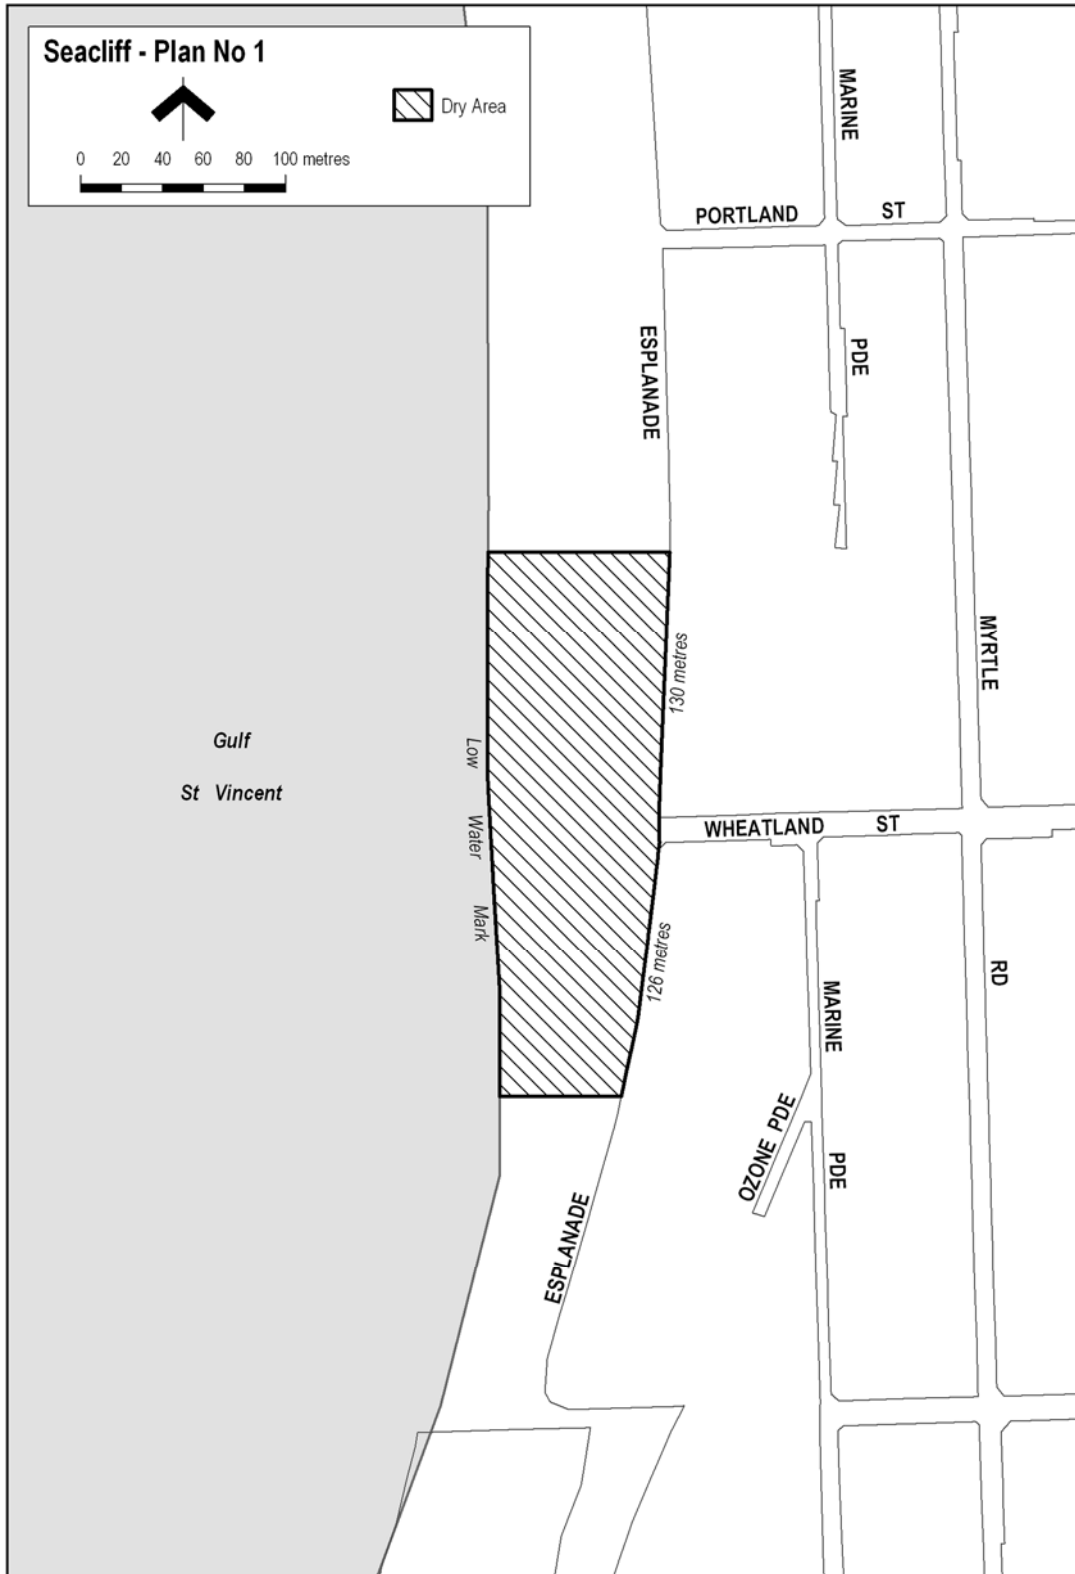 Seacliff - Plan No 1
Dry Area
0 20 40 60 80 100 metres
MARINE
PORTLAND ST
ESPLANADE
PDE
130 metres
MYRTLE
Gulf
St Vincent
Low
Water
Mark
WHEATLAND ST
126 metres
RD
MARINE
OZONE PDE
PDE
ESPLANADE